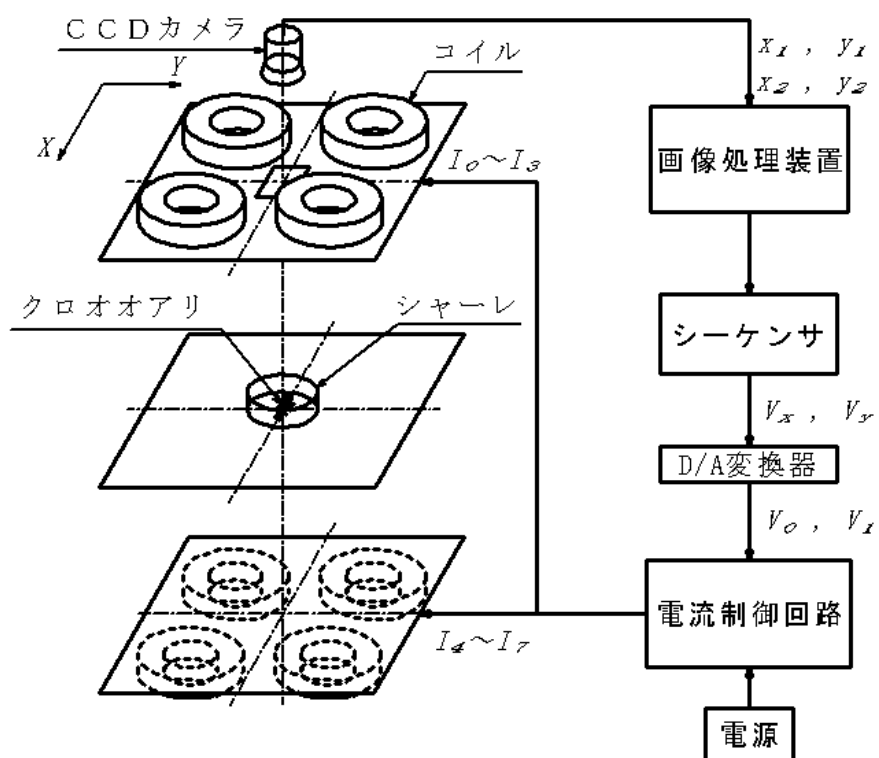 CCDカメラ
コイル
Y
X
x₁ , y₁
x₂ , y₂
画像処理装置
I₀~I₃
クロオオアリ
シャーレ
シーケンサ
Vₓ , Vᵧ
D/A変換器
V₀ , V₁
電流制御回路
I₄~I₇
電源